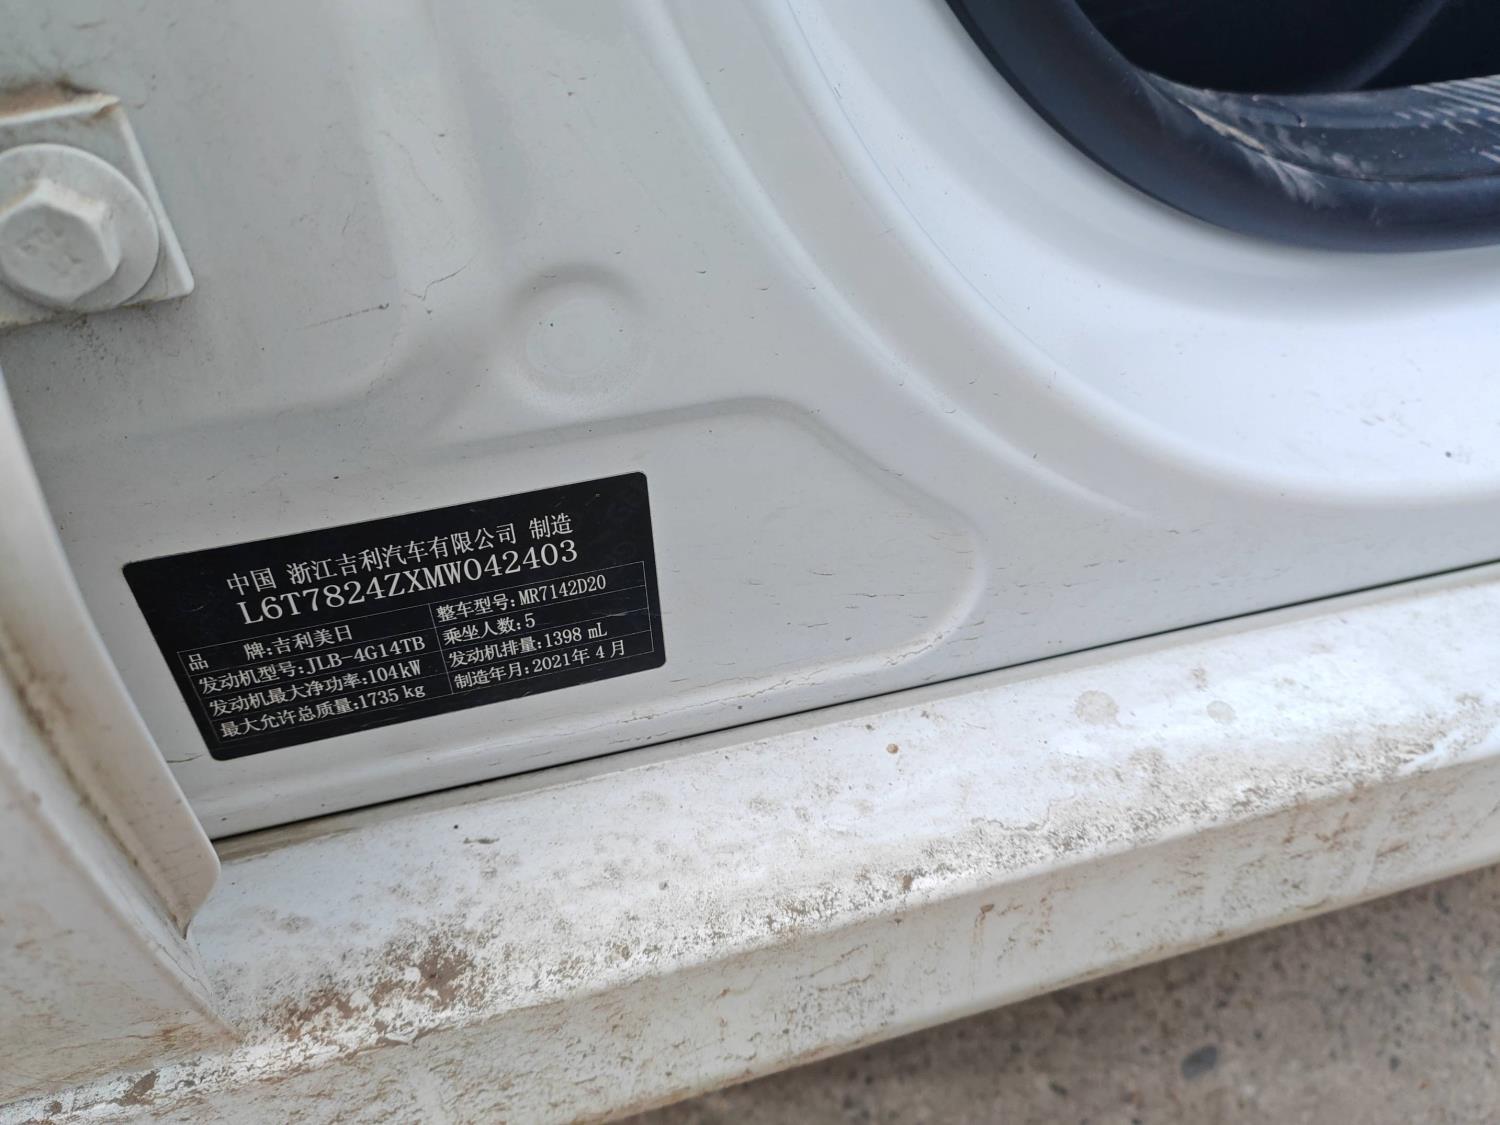 中国 浙江吉利汽车有限公司 制造
L6T7824ZXMW042403
品 牌:吉利美日 整车型号:MR7142D20
发动机型号:JLB-4G14TB 乘坐人数:5
发动机最大净功率:104kW 发动机排量:1398 mL
最大允许总质量:1735kg 制造年月:2021年4月